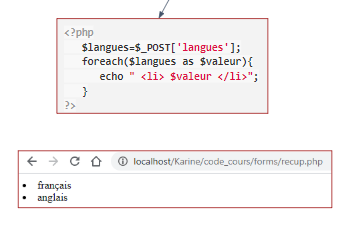 <?php
$langues=$_POST['langues'];
foreach($langues as $valeur){
echo " <li> $valeur </li>";
}
?>
localhost/Karine/code_cours/forms/recup.php
• français
• anglais